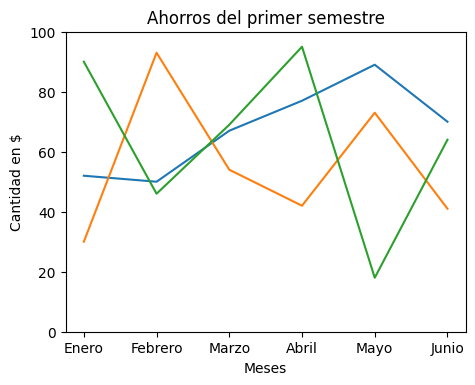 Ahorros del primer semestre
Cantidad en $
100
80
60
40
20
0
Enero Febrero Marzo Abril Mayo Junio
Meses